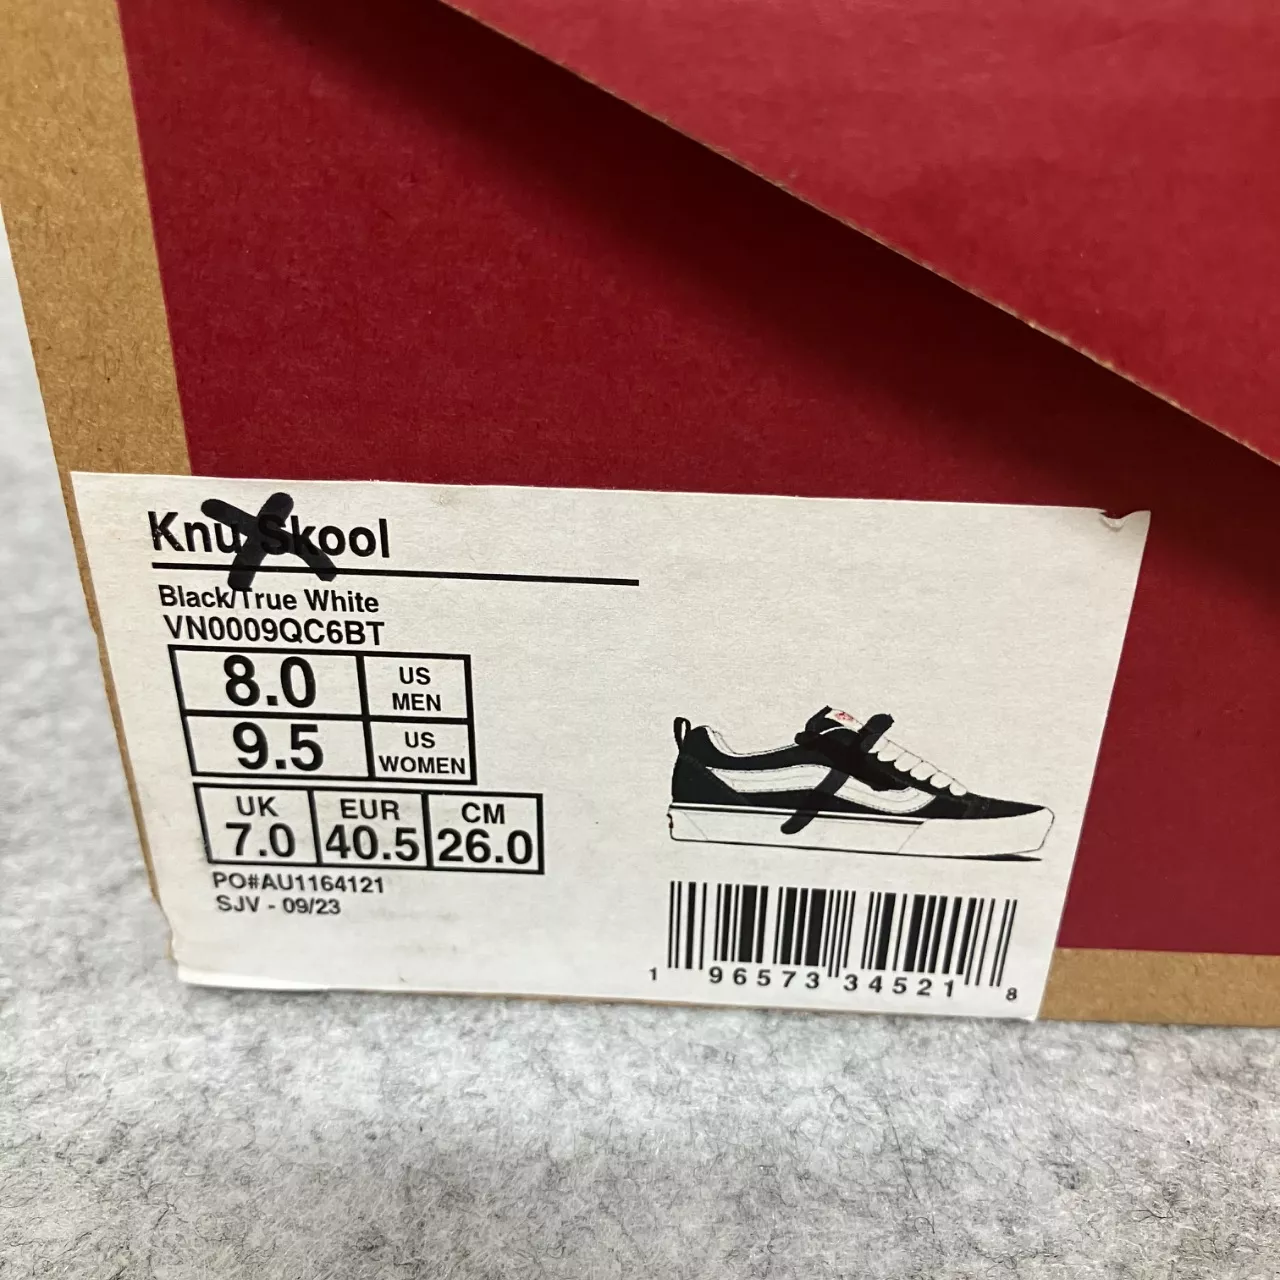 Knu Skool
Black/True White
VN0009QC6BT
8.0 US MEN
9.5 US WOMEN
UK EUR CM
7.0 40.5 26.0
PO#AU1164121
SJV - 09/23
1 96573 34521 8